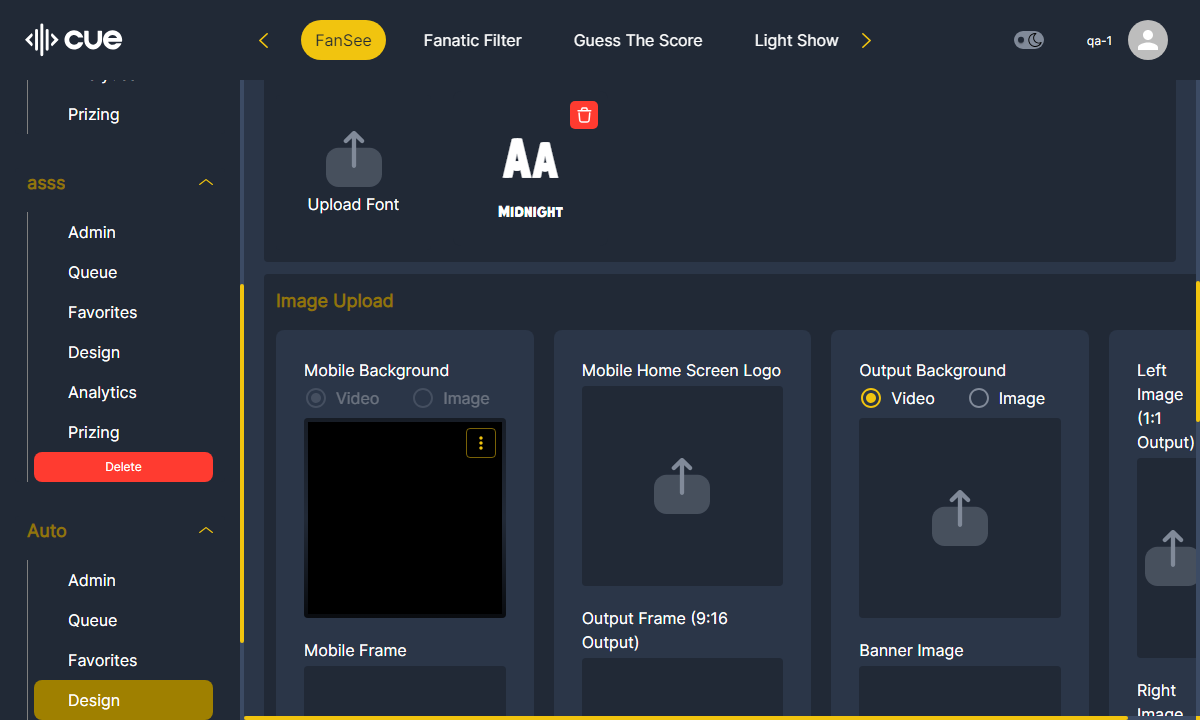 cue
FanSee
Fanatic Filter
Guess The Score
Light Show
qa-1
Prizing
asss
Admin
Queue
Favorites
Design
Analytics
Prizing
Delete
Auto
Admin
Queue
Favorites
Design
Upload Font
AA
MIDNIGHT
Image Upload
Mobile Background
Video
Image
Mobile Frame
Mobile Home Screen Logo
Output Frame (9:16
Output)
Output Background
Video
Image
Banner Image
Left
Image
(1:1
Output)
Right
Image